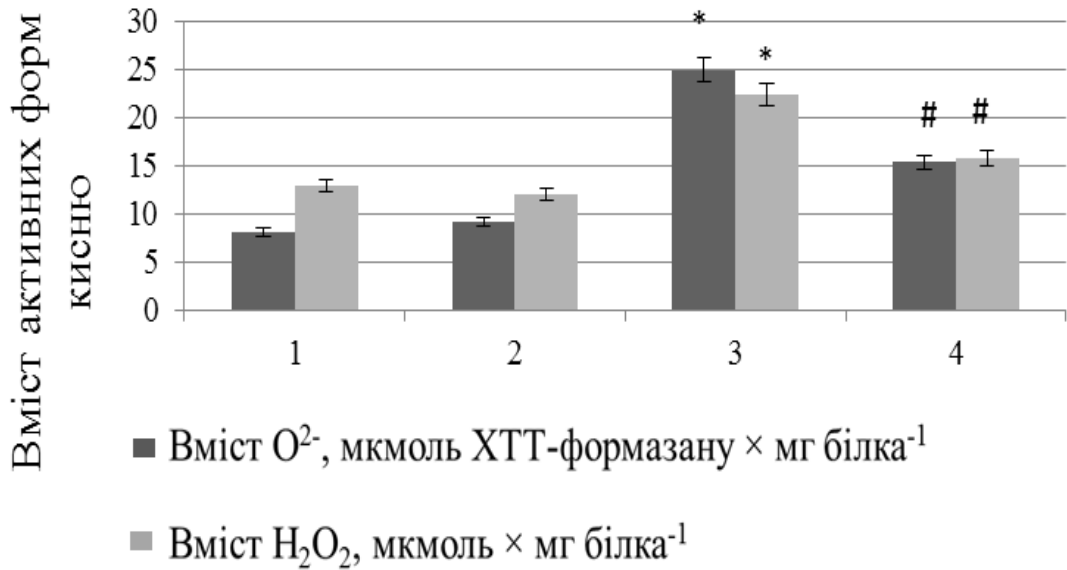 Вміст активних форм
кисню
30
25
20
15
10
5
0
*
*
#
#
1 2 3 4
Вміст O²⁻, мкмоль ХТТ-формазану × мг білка⁻¹
Вміст H₂O₂, мкмоль × мг білка⁻¹